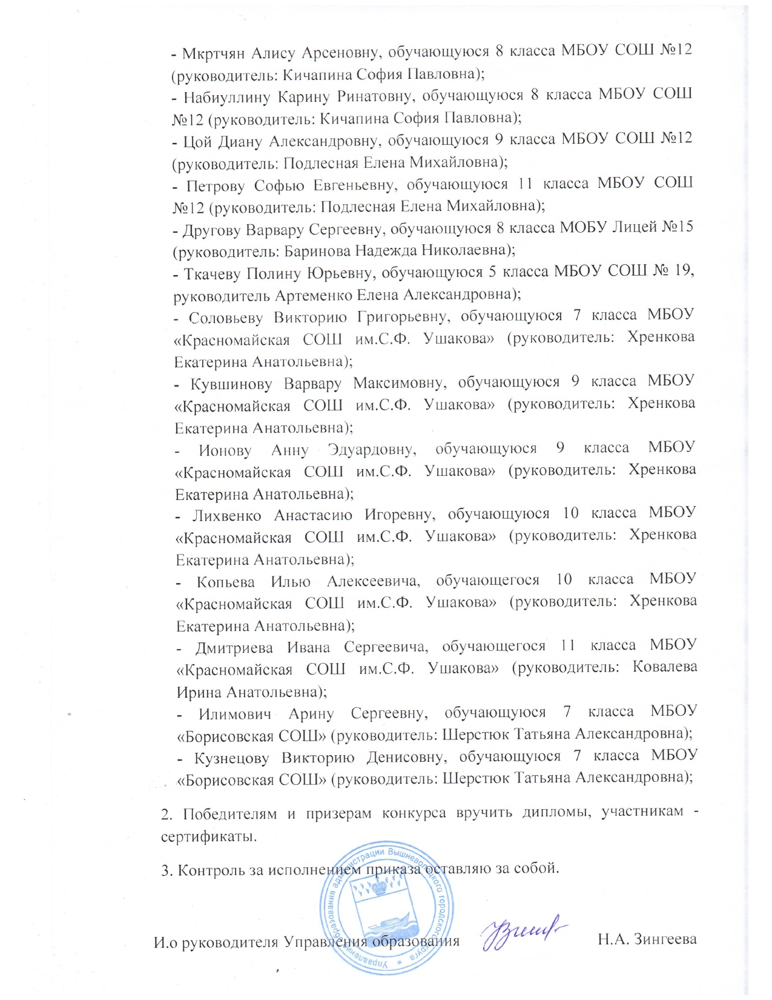 - Мкртчян Алису Арсеновну, обучающуюся 8 класса МБОУ СОШ №12
(руководитель: Кичапина София Павловна);
- Набиуллину Карину Ринатовну, обучающуюся 8 класса МБОУ СОШ
№12 (руководитель: Кичапина София Павловна);
- Цой Диану Александровну, обучающуюся 9 класса МБОУ СОШ №12
(руководитель: Подлесная Елена Михайловна);
- Петрову Софью Евгеньевну, обучающуюся 11 класса МБОУ СОШ
№12 (руководитель: Подлесная Елена Михайловна);
- Другову Варвару Сергеевну, обучающуюся 8 класса МОБУ Лицей №15
(руководитель: Баринова Надежда Николаевна);
- Ткачеву Полину Юрьевну, обучающуюся 5 класса МБОУ СОШ № 19,
руководитель Артеменко Елена Александровна);
- Соловьеву Викторию Григорьевну, обучающуюся 7 класса МБОУ
«Красномайская СОШ им.С.Ф. Ушакова» (руководитель: Хренкова
Екатерина Анатольевна);
- Кувшинову Варвару Максимовну, обучающуюся 9 класса МБОУ
«Красномайская СОШ им.С.Ф. Ушакова» (руководитель: Хренкова
Екатерина Анатольевна);
- Ионову Анну Эдуардовну, обучающуюся 9 класса МБОУ
«Красномайская СОШ им.С.Ф. Ушакова» (руководитель: Хренкова
Екатерина Анатольевна);
- Лихвенко Анастасию Игоревну, обучающуюся 10 класса МБОУ
«Красномайская СОШ им.С.Ф. Ушакова» (руководитель: Хренкова
Екатерина Анатольевна);
- Копьева Илью Алексеевича, обучающегося 10 класса МБОУ
«Красномайская СОШ им.С.Ф. Ушакова» (руководитель: Хренкова
Екатерина Анатольевна);
- Дмитриева Ивана Сергеевича, обучающегося 11 класса МБОУ
«Красномайская СОШ им.С.Ф. Ушакова» (руководитель: Ковалева
Ирина Анатольевна);
- Илимович Арину Сергеевну, обучающуюся 7 класса МБОУ
«Борисовская СОШ» (руководитель: Шерстюк Татьяна Александровна);
- Кузнецову Викторию Денисовну, обучающуюся 7 класса МБОУ
«Борисовская СОШ» (руководитель: Шерстюк Татьяна Александровна);
2. Победителям и призерам конкурса вручить дипломы, участникам -
сертификаты.
3. Контроль за исполнением приказа оставляю за собой.
И.о руководителя Управления образования Н.А. Зингеева
Управление образования администрации Вышневолоцкого городского округа *